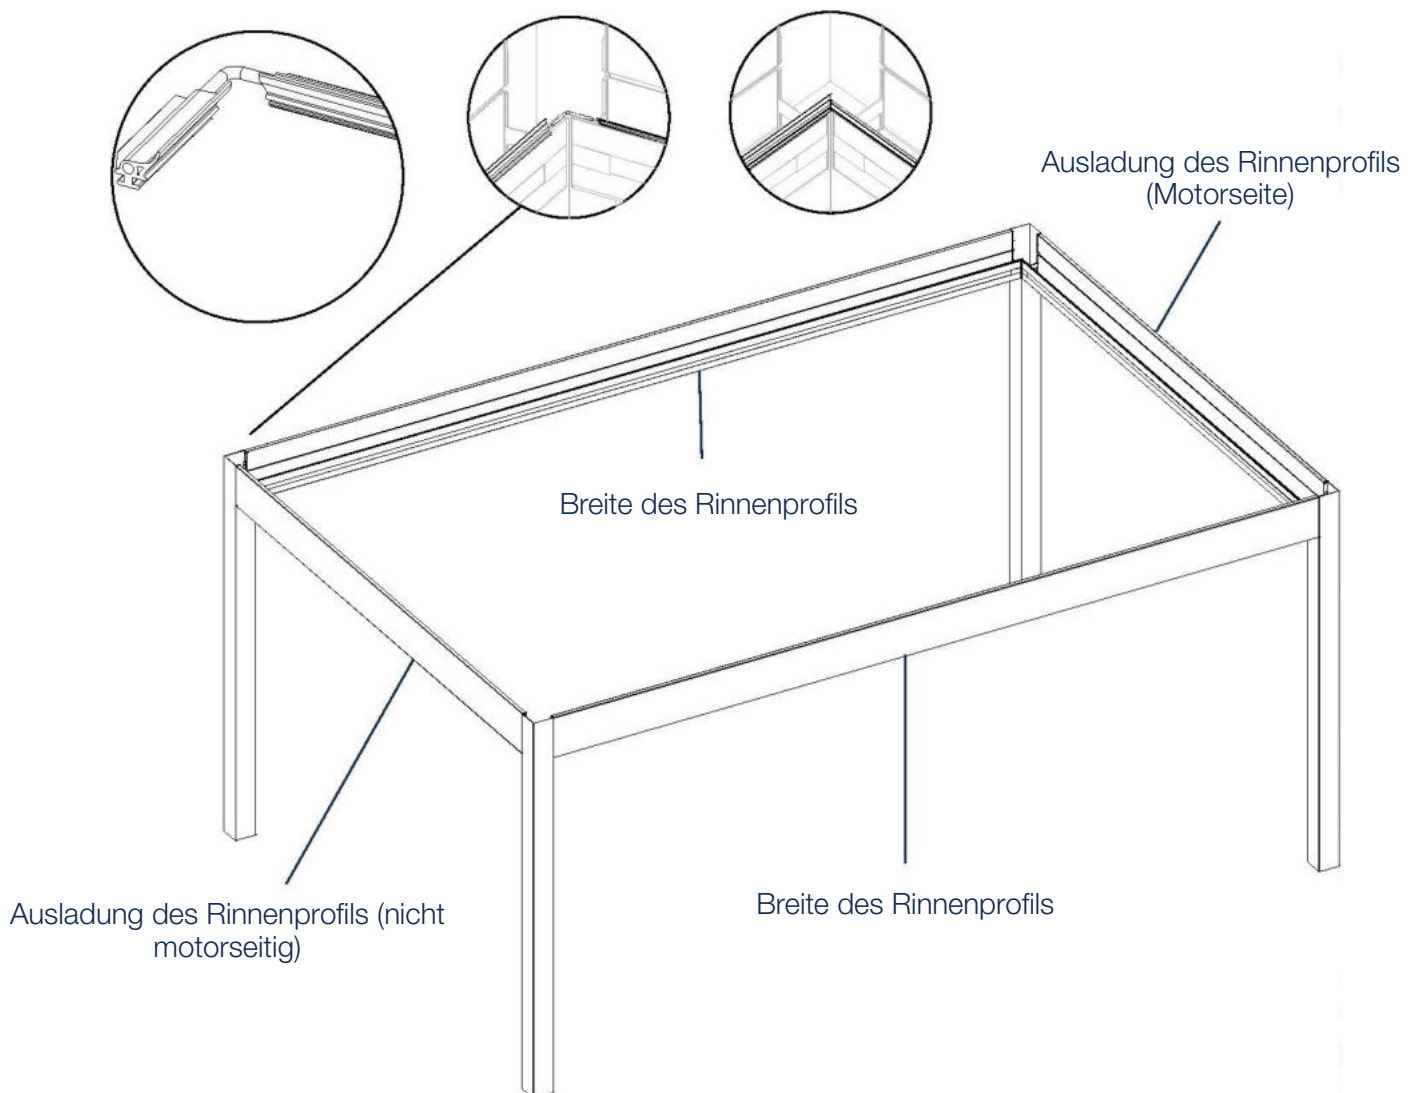 Ausladung des Rinnenprofils
(Motorseite)
Breite des Rinnenprofils
Ausladung des Rinnenprofils (nicht
motorseitig)
Breite des Rinnenprofils